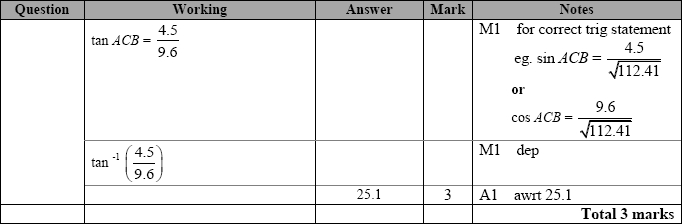 Question Working Answer Mark Notes
tan ACB = 4.5/9.6 M1 for correct trig statement
eg. sin ACB = 4.5/√112.41
or
cos ACB = 9.6/√112.41
tan⁻¹(4.5/9.6) M1 dep
25.1 3 A1 awrt 25.1
Total 3 marks